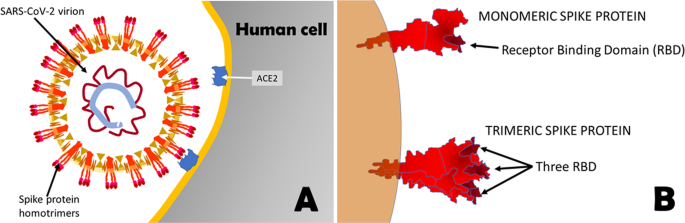 SARS-CoV-2 virion
Human cell
ACE2
Spike protein
homotrimers
A
MONOMERIC SPIKE PROTEIN
Receptor Binding Domain (RBD)
TRIMERIC SPIKE PROTEIN
Three RBD
B